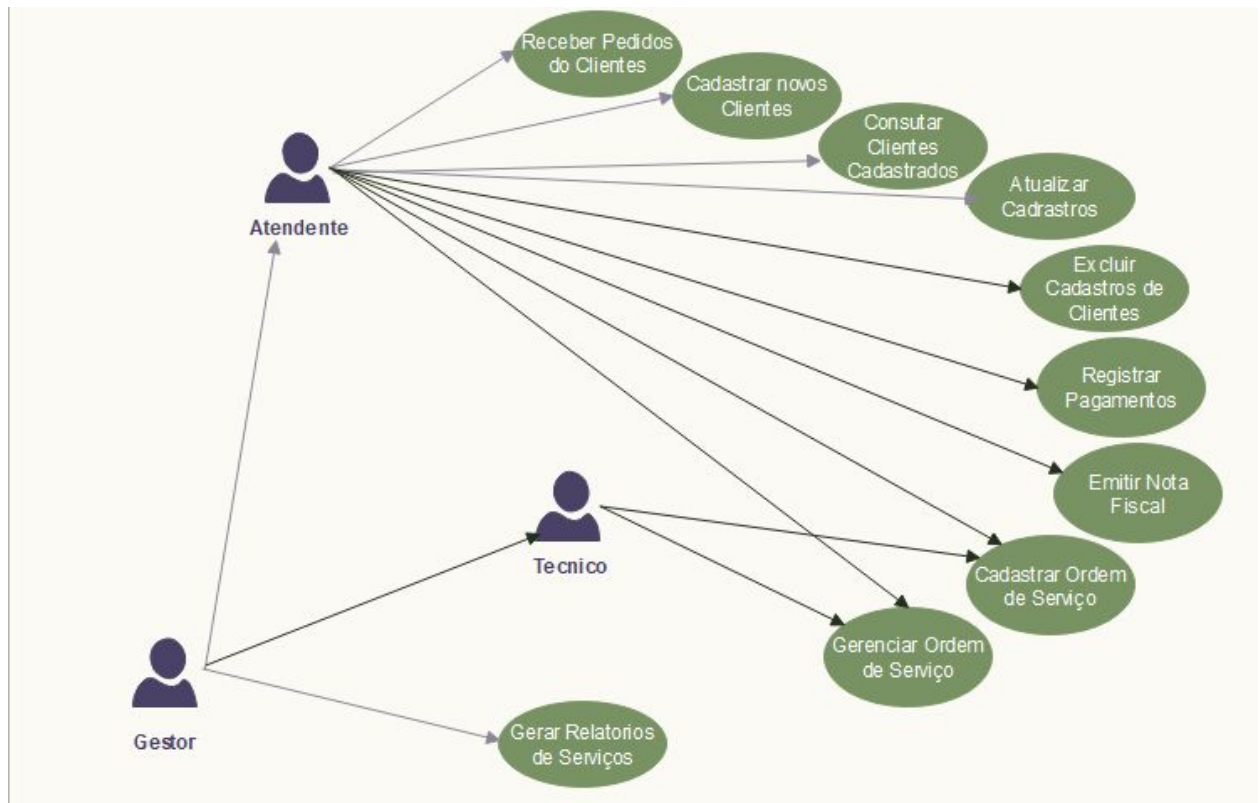 Receber Pedidos
do Clientes
Cadastrar novos
Clientes
Consutar
Clientes
Cadastrados
Atualizar
Cadrastros
Atendente
Excluir
Cadastros de
Clientes
Registrar
Pagamentos
Emitir Nota
Fiscal
Tecnico
Cadastrar Ordem
de Serviço
Gerenciar Ordem
de Serviço
Gestor
Gerar Relatorios
de Serviços